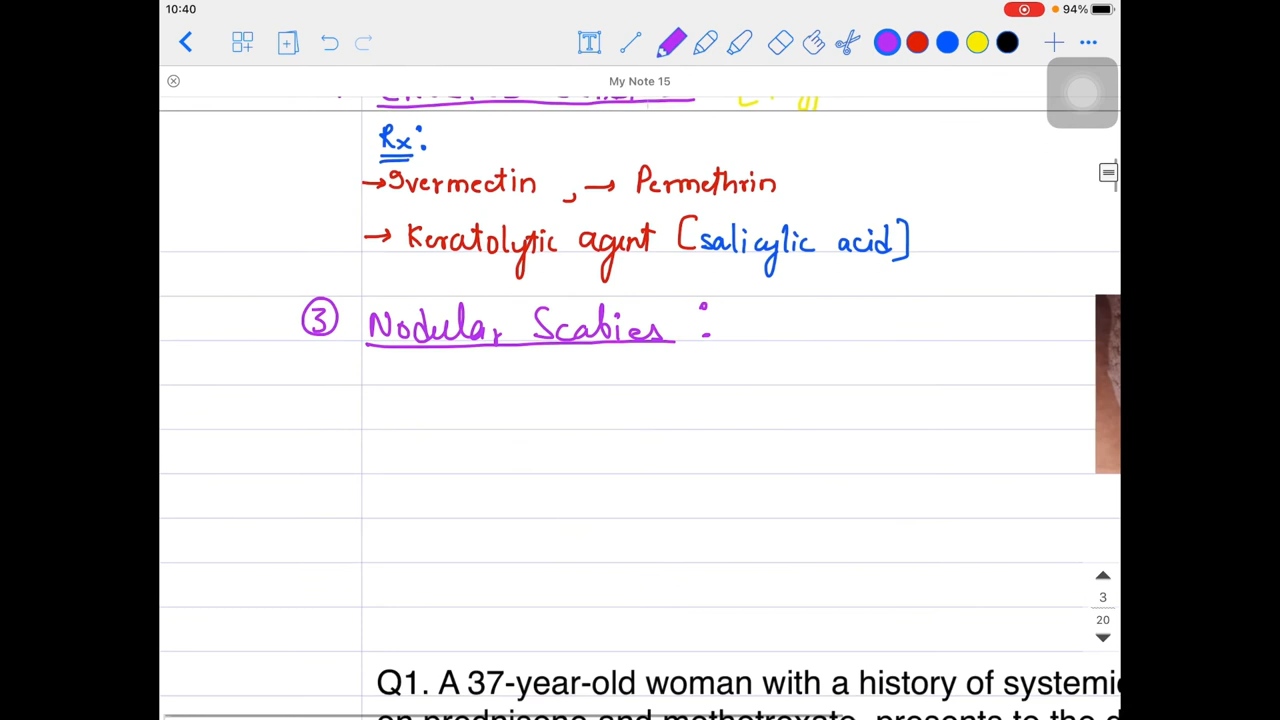 10:40
94%
My Note 15
Rx:
→Ivermectin , → Permethrin
→ Keratolytic agent [salicylic acid]
③ Nodular Scabies :
3
20
Q1. A 37-year-old woman with a history of